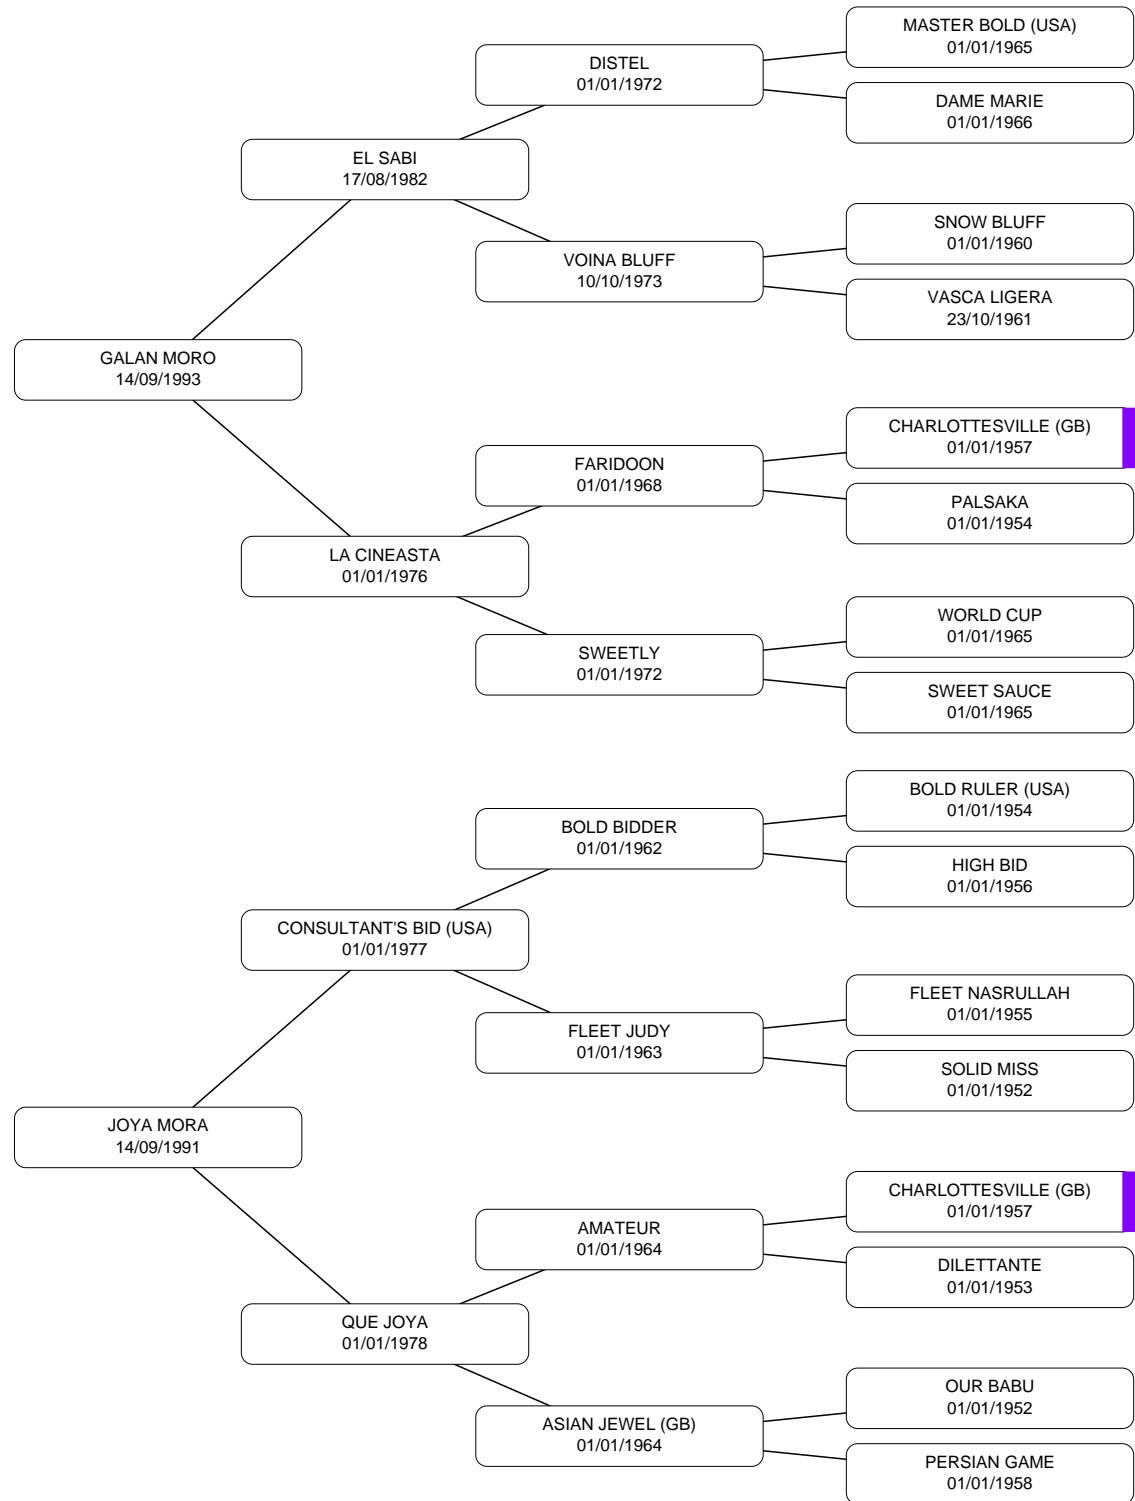 MASTER BOLD (USA)
01/01/1965
DISTEL
01/01/1972
DAME MARIE
01/01/1966
EL SABI
17/08/1982
SNOW BLUFF
01/01/1960
VOINA BLUFF
10/10/1973
VASCA LIGERA
23/10/1961
GALAN MORO
14/09/1993
CHARLOTTESVILLE (GB)
01/01/1957
FARIDOON
01/01/1968
PALSAKA
01/01/1954
LA CINEASTA
01/01/1976
WORLD CUP
01/01/1965
SWEETLY
01/01/1972
SWEET SAUCE
01/01/1965
BOLD RULER (USA)
01/01/1954
BOLD BIDDER
01/01/1962
HIGH BID
01/01/1956
CONSULTANT'S BID (USA)
01/01/1977
FLEET NASRULLAH
01/01/1955
FLEET JUDY
01/01/1963
SOLID MISS
01/01/1952
JOYA MORA
14/09/1991
CHARLOTTESVILLE (GB)
01/01/1957
AMATEUR
01/01/1964
DILETTANTE
01/01/1953
QUE JOYA
01/01/1978
OUR BABU
01/01/1952
ASIAN JEWEL (GB)
01/01/1964
PERSIAN GAME
01/01/1958